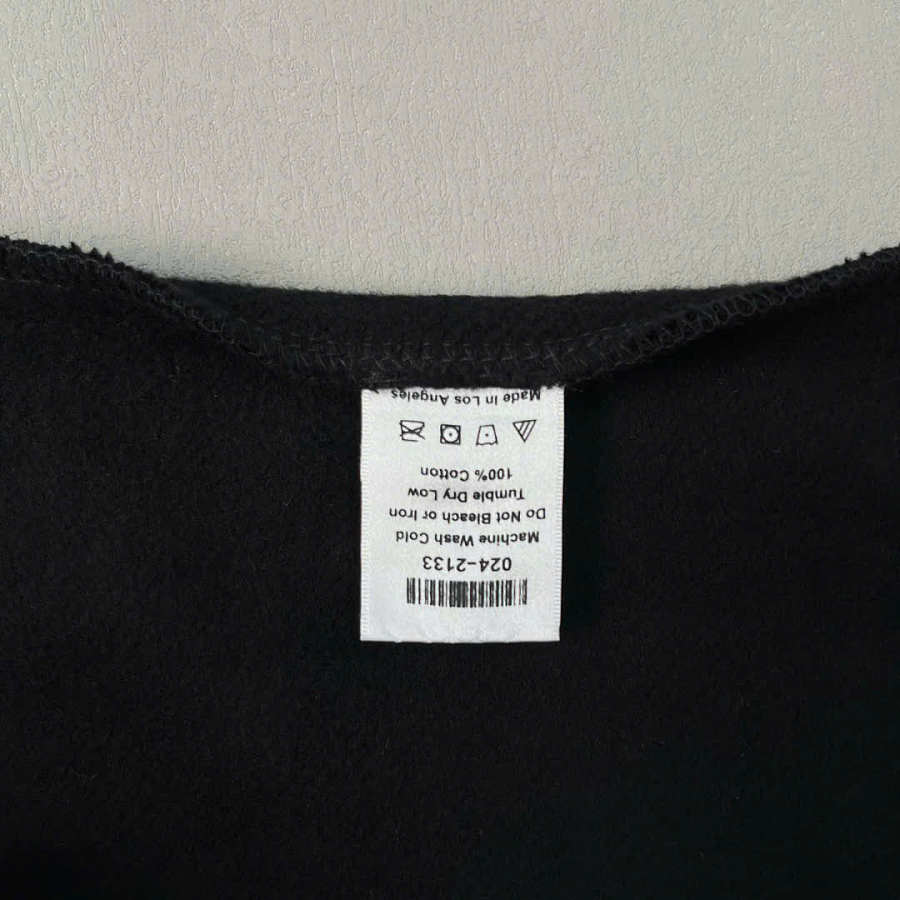 024-2133
Machine Wash Cold
Do Not Bleach or Iron
Tumble Dry Low
100% Cotton
Made in Los Angeles